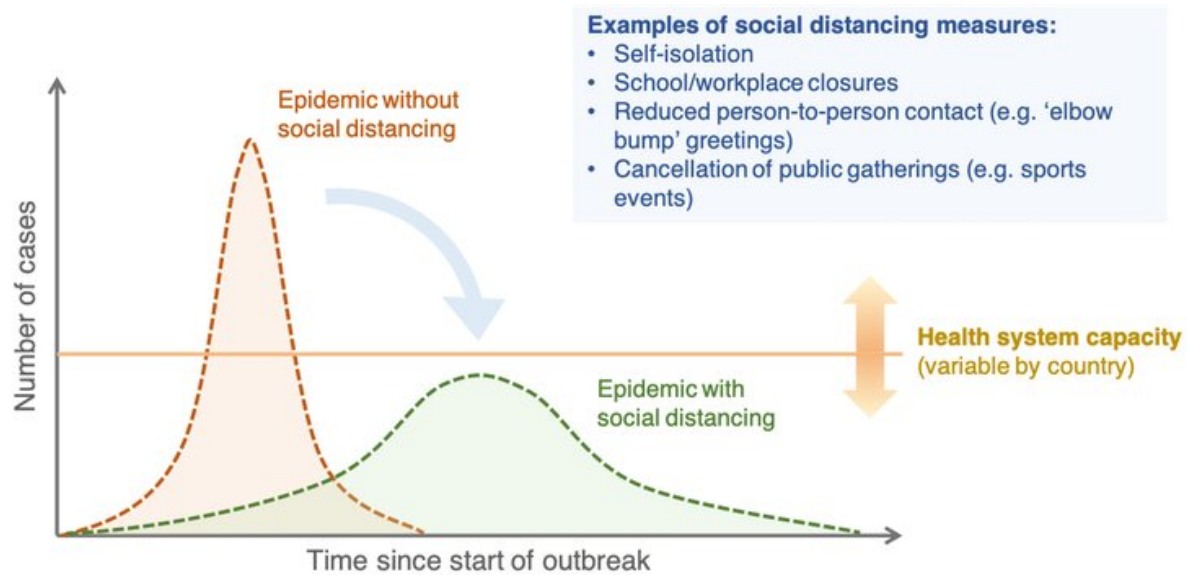 Examples of social distancing measures:
• Self-isolation
• School/workplace closures
• Reduced person-to-person contact (e.g. ‘elbow
bump’ greetings)
• Cancellation of public gatherings (e.g. sports
events)
Epidemic without
social distancing
Number of cases
Health system capacity
(variable by country)
Epidemic with
social distancing
Time since start of outbreak